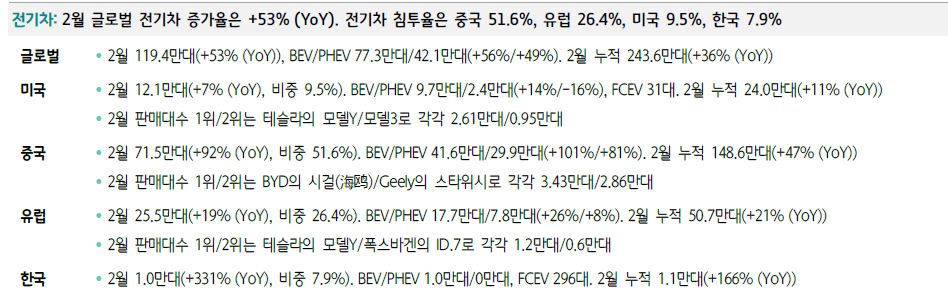 전기차: 2월 글로벌 전기차 증가율은 +53% (YoY). 전기차 침투율은 중국 51.6%, 유럽 26.4%, 미국 9.5%, 한국 7.9%
글로벌 • 2월 119.4만대(+53% (YoY)), BEV/PHEV 77.3만대/42.1만대(+56%/+49%). 2월 누적 243.6만대(+36% (YoY))
미국 • 2월 12.1만대(+7% (YoY), 비중 9.5%). BEV/PHEV 9.7만대/2.4만대(+14%/-16%), FCEV 31대. 2월 누적 24.0만대(+11% (YoY))
• 2월 판매대수 1위/2위는 테슬라의 모델Y/모델3로 각각 2.61만대/0.95만대
중국 • 2월 71.5만대(+92% (YoY), 비중 51.6%). BEV/PHEV 41.6만대/29.9만대(+101%/+81%). 2월 누적 148.6만대(+47% (YoY))
• 2월 판매대수 1위/2위는 BYD의 시걸(海鸥)/Geely의 스타위시로 각각 3.43만대/2.86만대
유럽 • 2월 25.5만대(+19% (YoY), 비중 26.4%). BEV/PHEV 17.7만대/7.8만대(+26%/+8%). 2월 누적 50.7만대(+21% (YoY))
• 2월 판매대수 1위/2위는 테슬라의 모델Y/폭스바겐의 ID.7로 각각 1.2만대/0.6만대
한국 • 2월 1.0만대(+331% (YoY), 비중 7.9%). BEV/PHEV 1.0만대/0만대, FCEV 296대. 2월 누적 1.1만대(+166% (YoY))